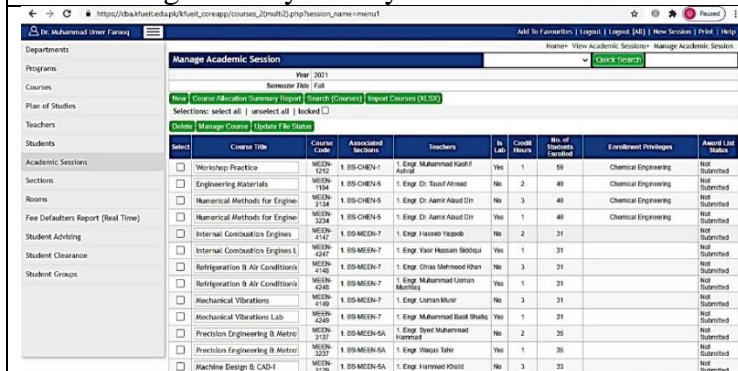 https://cba.kfueit.edu.pk/kfueit_coreapp/courses_2(multi2).php?session_name=menu1
Paused
Dr. Muhammad Umer Farooq
Add To Favourites | Logout | Logout (All) | New Session | Print | Help
Home> View Academic Sessions> Manage Academic Session
Departments
Programs
Courses
Plan of Studies
Teachers
Students
Academic Sessions
Sections
Rooms
Fee Defaulters Report (Real Time)
Student Advising
Student Clearance
Student Groups
Manage Academic Session
Quick Search
Year 2021
Semester Title Fall
New Course Allocation Summary Report Search (Courses) Import Courses (XLSX)
Selections: select all | unselect all | locked
Delete Manage Course Update File Status
Select Course Title Course Code Associated Sections Teachers Is Lab Credit Hours No. of Students Enrolled Enrollment Privileges Award List Status
Workshop Practice MEEN-1212 1. BS-CHEN-1 1. Engr. Muhammad Kashif Ashraf Yes 1 50 Chemical Engineering Not Submitted
Engineering Materials MEEN-1104 1. BS-CHEN-5 1. Engr. Dr. Tausif Ahmad No 2 40 Chemical Engineering Not Submitted
Numerical Methods for Engine MEEN-3134 1. BS-CHEN-5 1. Engr. Dr. Aamir Alaud Din No 3 40 Chemical Engineering Not Submitted
Numerical Methods for Engine MEEN-3234 1. BS-CHEN-5 1. Engr. Dr. Aamir Alaud Din Yes 1 40 Chemical Engineering Not Submitted
Internal Combustion Engines MEEN-4147 1. BS-MEEN-7 1. Engr. Haseeb Yaqoob No 2 31 Not Submitted
Internal Combustion Engines L MEEN-4247 1. BS-MEEN-7 1. Engr. Yasir Hussain Siddiqui Yes 1 31 Not Submitted
Refrigeration & Air Conditionin MEEN-4148 1. BS-MEEN-7 1. Engr. Ghias Mehmood Khan No 3 31 Not Submitted
Refrigeration & Air Conditionin MEEN-4248 1. BS-MEEN-7 1. Engr. Muhammad Usman Mushtaq Yes 1 31 Not Submitted
Mechanical Vibrations MEEN-4149 1. BS-MEEN-7 1. Engr. Usman Munir No 3 31 Not Submitted
Mechanical Vibrations Lab MEEN-4249 1. BS-MEEN-7 1. Engr. Muhammad Basit Shafiq Yes 1 31 Not Submitted
Precision Engineering & Metro MEEN-3137 1. BS-MEEN-5A 1. Engr. Syed Muhammad Hammad No 2 35 Not Submitted
Precision Engineering & Metro MEEN-3237 1. BS-MEEN-5A 1. Engr. Waqas Tahir Yes 1 35 Not Submitted
Machine Design & CAD-I MEEN- 1. BS-MEEN-5A 1. Engr. Hammad Khalid No 3 33 Not Submitted